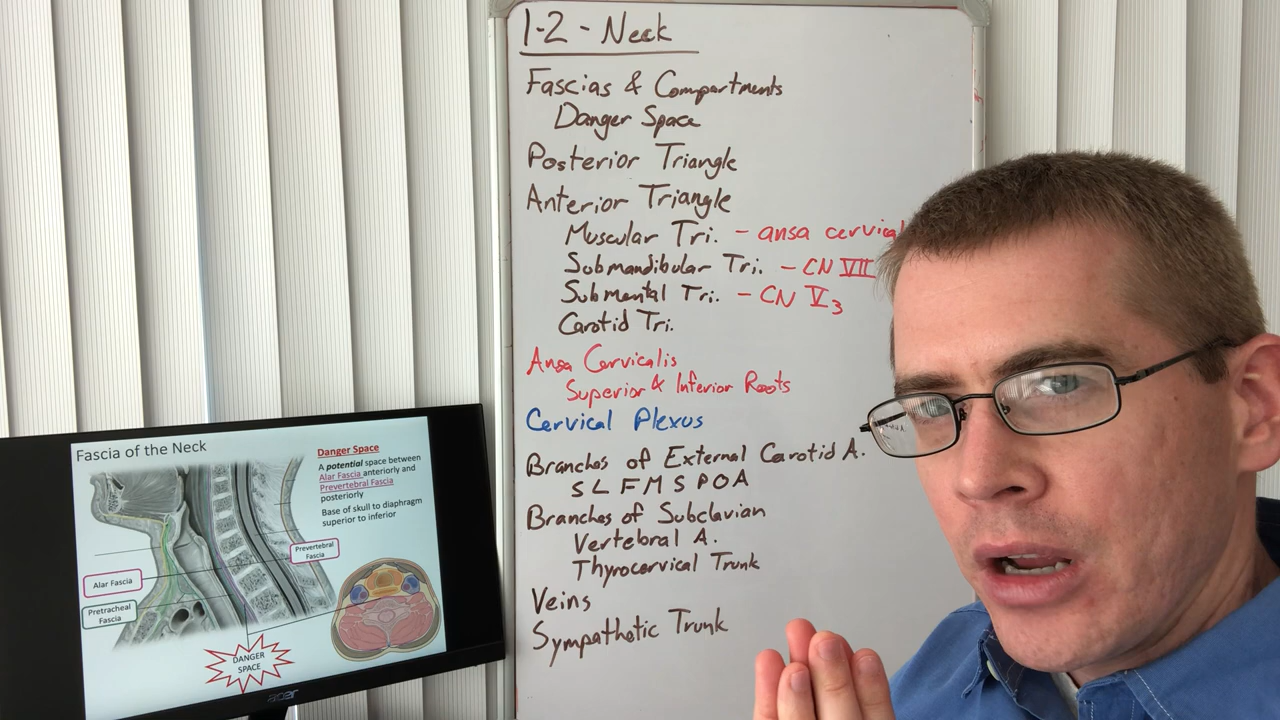 1-2 - Neck
Fascias & Compartments
Danger Space
Posterior Triangle
Anterior Triangle
Muscular Tri. - ansa cervical
Submandibular Tri. - CN VII
Submental Tri. - CN V3
Carotid Tri.
Ansa Cervicalis
Superior & Inferior Roots
Cervical Plexus
Branches of External Carotid A.
S L F M S P O A
Branches of Subclavian
Vertebral A.
Thyrocervical Trunk
Veins
Sympathetic Trunk
Fascia of the Neck
Danger Space
A potential space between
Alar Fascia anteriorly and
Prevertebral Fascia
posteriorly
Base of skull to diaphragm
superior to inferior
Prevertebral
Fascia
Alar Fascia
Pretracheal
Fascia
DANGER
SPACE
acer